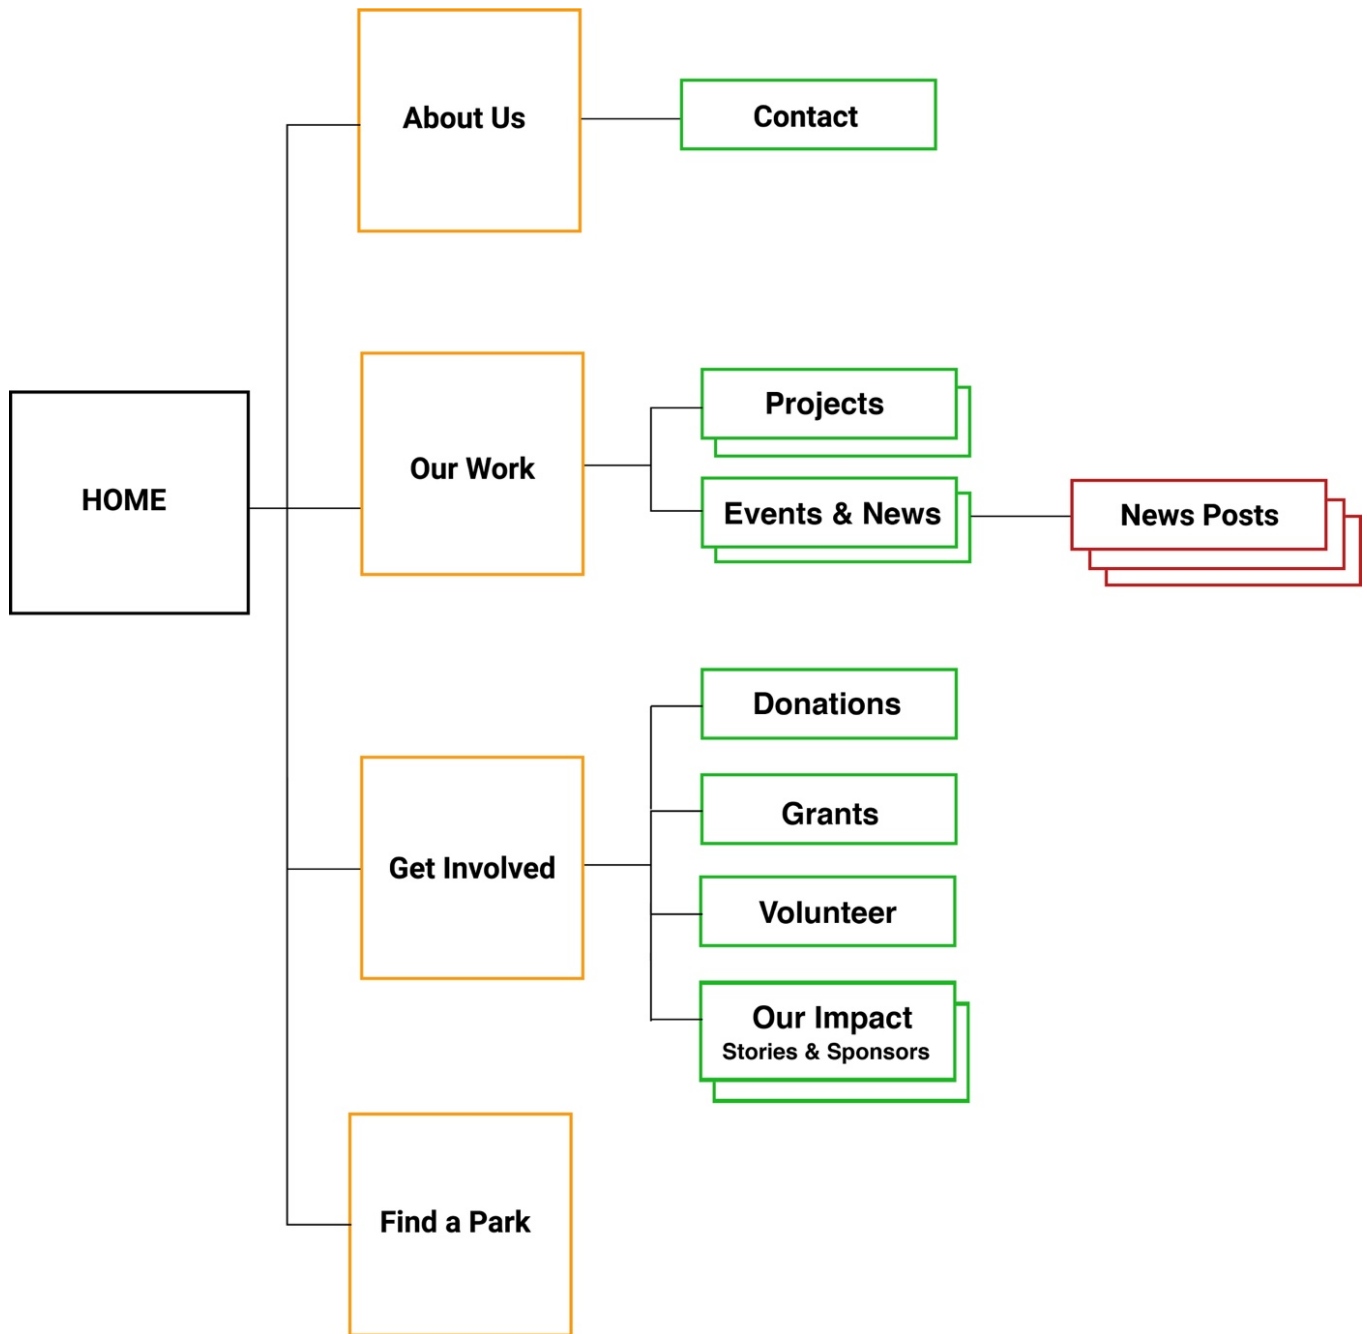 About Us
Contact
HOME
Our Work
Projects
Events & News
News Posts
Get Involved
Donations
Grants
Volunteer
Our Impact
Stories & Sponsors
Find a Park